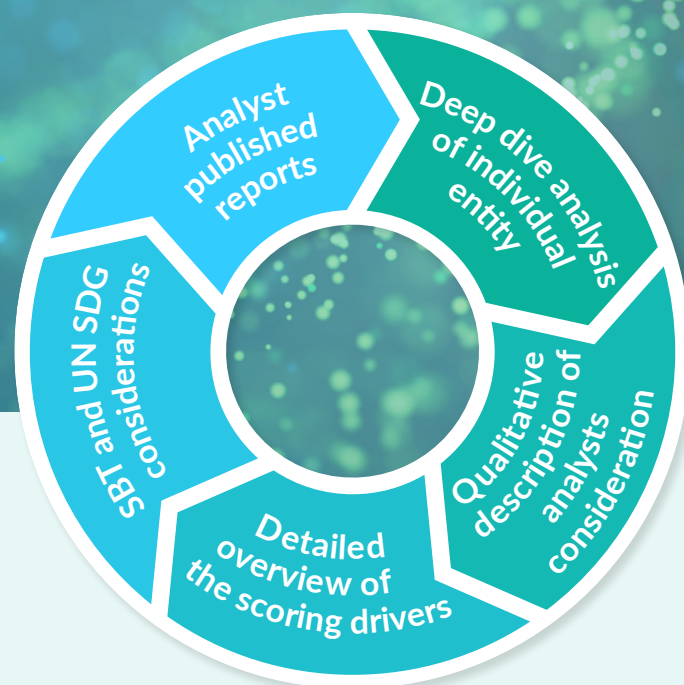 Analyst
published
reports
Deep dive analysis
of individual
entity
Qualitative
description of
analysts
consideration
Detailed
overview of
the scoring drivers
SBT and UN SDG
considerations